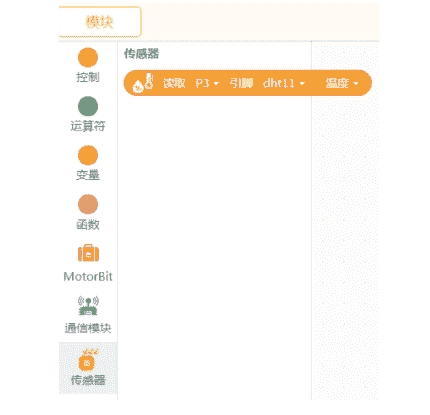 模块
控制
运算符
变量
函数
MotorBit
通信模块
传感器
传感器
读取 P3 引脚 dht11 温度